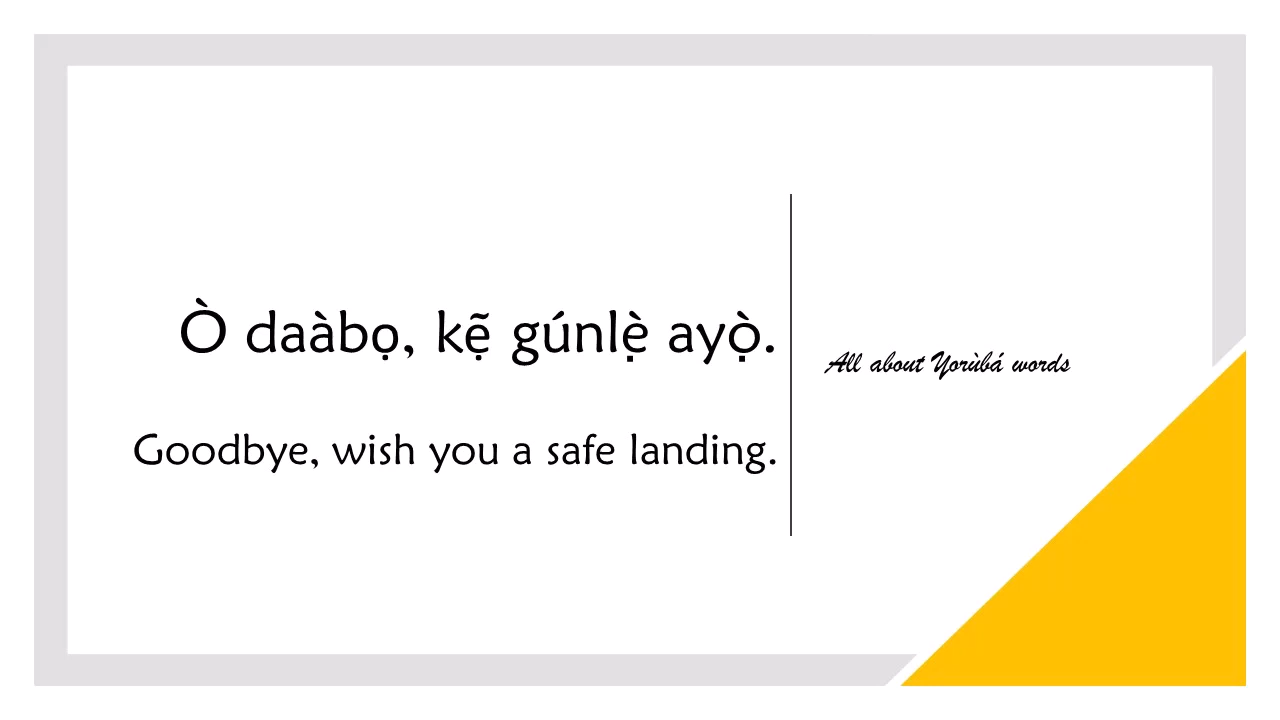 Ò daàbọ, kẹ̃ gúnlẹ̀ ayọ̀.
Goodbye, wish you a safe landing.
All about Yorùbá words